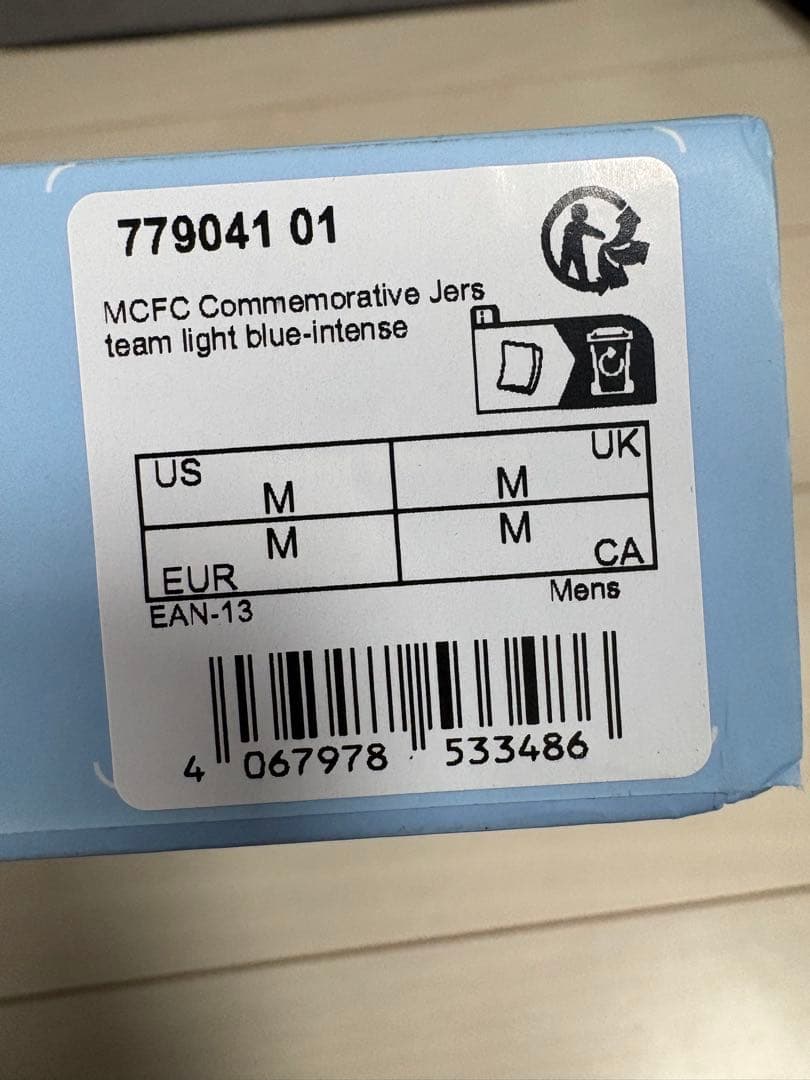 779041 01
MCFC Commemorative Jers
team light blue-intense
US M
M UK
EUR M
M CA
EAN-13
Mens
4 067978 533486